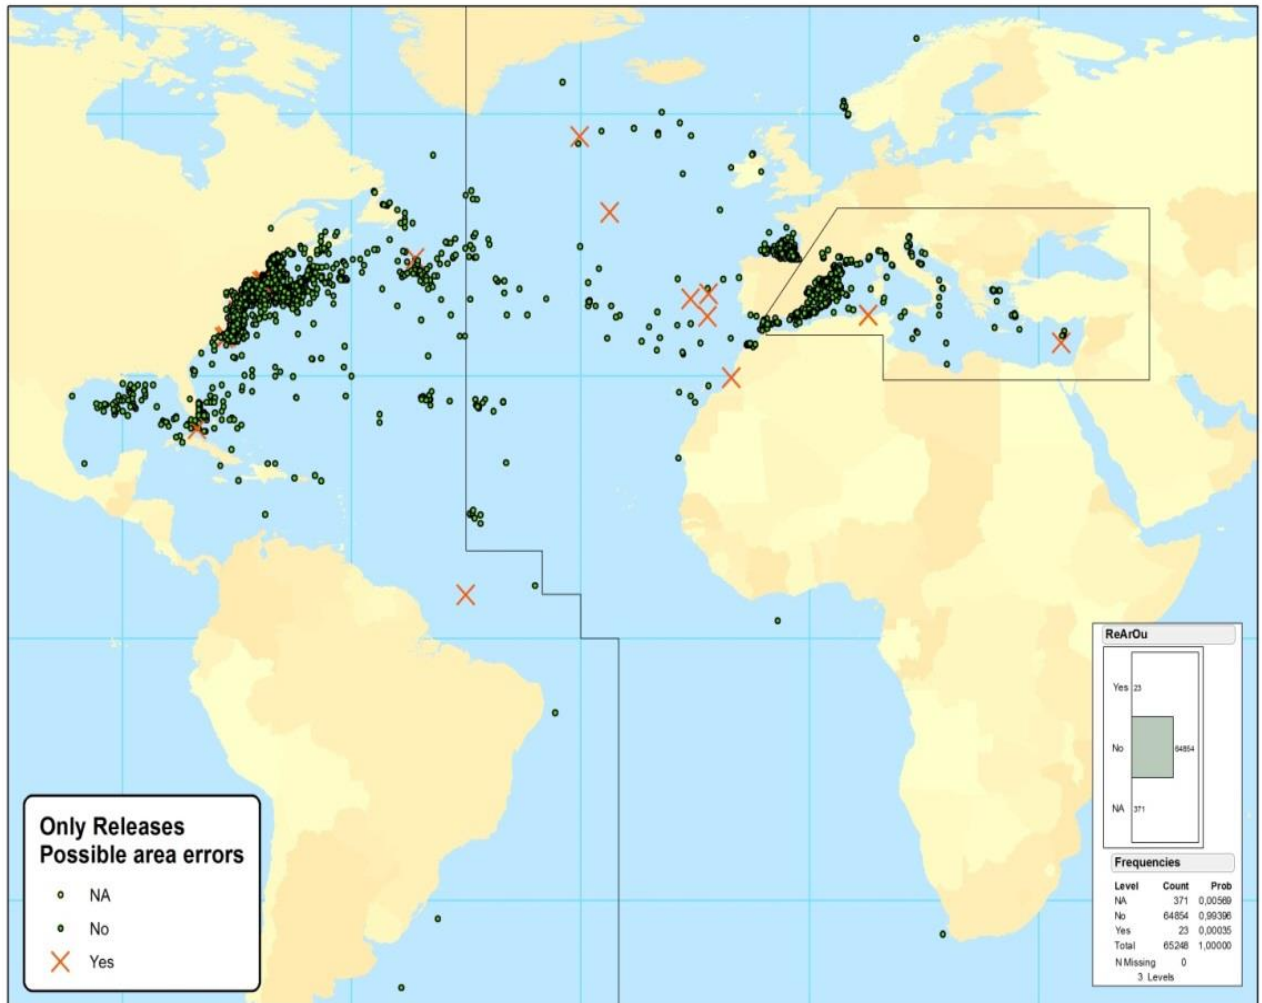 ReArOu
Yes 23
No 64854
NA 371
Only Releases
Possible area errors
NA
No
Yes
Frequencies
Level Count Prob
NA 371 0,00569
No 64854 0,99396
Yes 23 0,00035
Total 65248 1,00000
N Missing 0
3 Levels